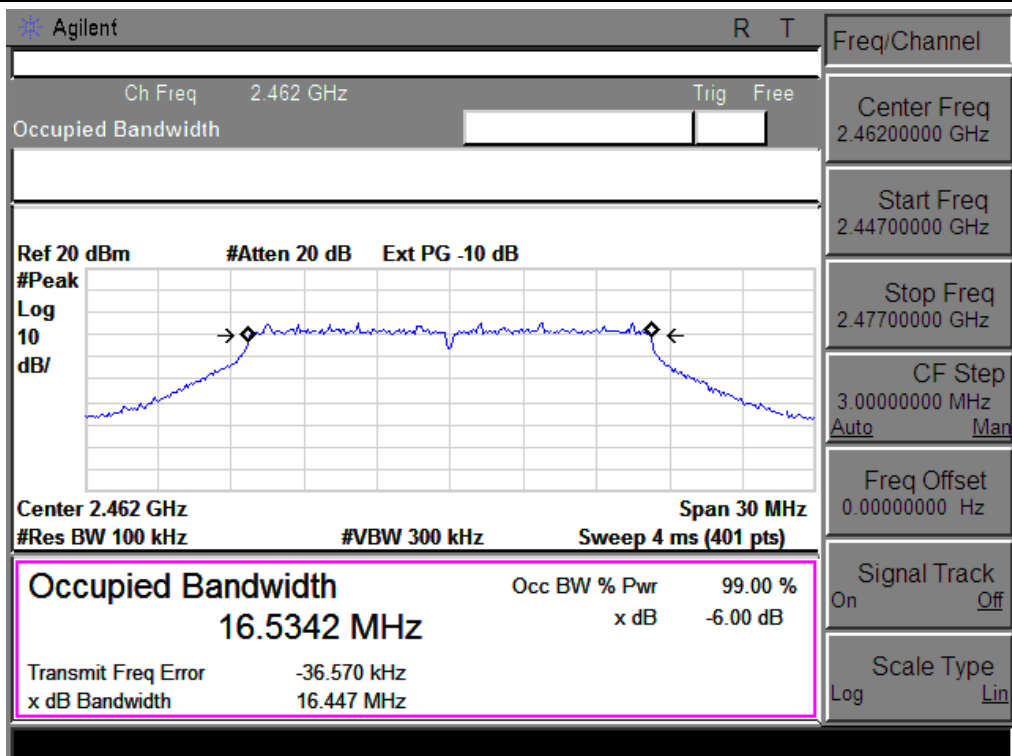 Agilent R T
Freq/Channel
Ch Freq 2.462 GHz Trig Free
Occupied Bandwidth
Center Freq
2.46200000 GHz
Start Freq
2.44700000 GHz
Stop Freq
2.47700000 GHz
CF Step
3.00000000 MHz
Auto Man
Freq Offset
0.00000000 Hz
Signal Track
On Off
Scale Type
Log Lin
Ref 20 dBm #Atten 20 dB Ext PG -10 dB
#Peak
Log
10
dB/
Center 2.462 GHz Span 30 MHz
#Res BW 100 kHz #VBW 300 kHz Sweep 4 ms (401 pts)
Occupied Bandwidth Occ BW % Pwr 99.00 %
16.5342 MHz x dB -6.00 dB
Transmit Freq Error -36.570 kHz
x dB Bandwidth 16.447 MHz